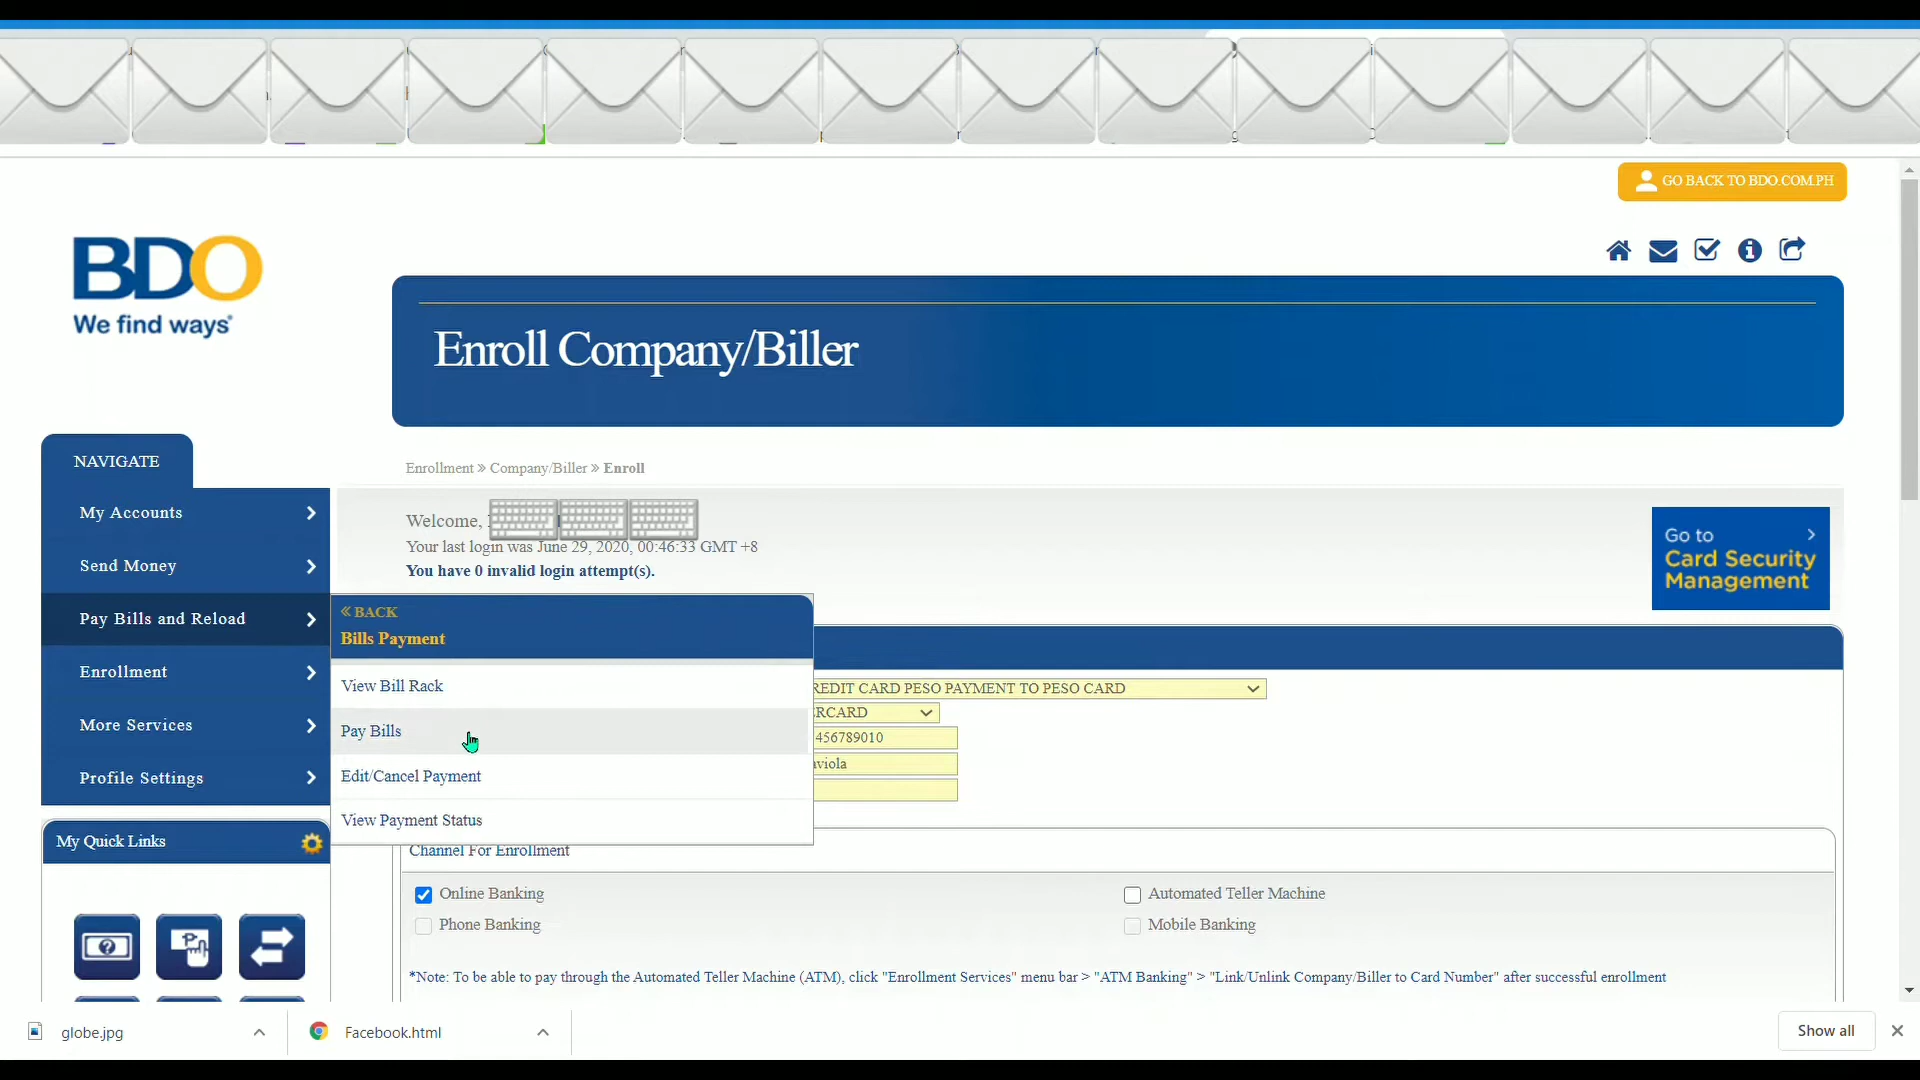 GO BACK TO BDO.COM.PH
BDO
We find ways®
Enroll Company/Biller
NAVIGATE
Enrollment » Company/Biller » Enroll
My Accounts
Send Money
Pay Bills and Reload
Enrollment
More Services
Profile Settings
Welcome,
Your last login was June 29, 2020, 00:46:33 GMT +8
You have 0 invalid login attempt(s).
Go to
Card Security
Management
« BACK
Bills Payment
View Bill Rack
Pay Bills
Edit/Cancel Payment
View Payment Status
REDIT CARD PESO PAYMENT TO PESO CARD
RCARD
456789010
aviola
My Quick Links
Channel For Enrollment
Online Banking
Automated Teller Machine
Phone Banking
Mobile Banking
*Note: To be able to pay through the Automated Teller Machine (ATM), click "Enrollment Services" menu bar > "ATM Banking" > "Link/Unlink Company/Biller to Card Number" after successful enrollment
globe.jpg
Facebook.html
Show all